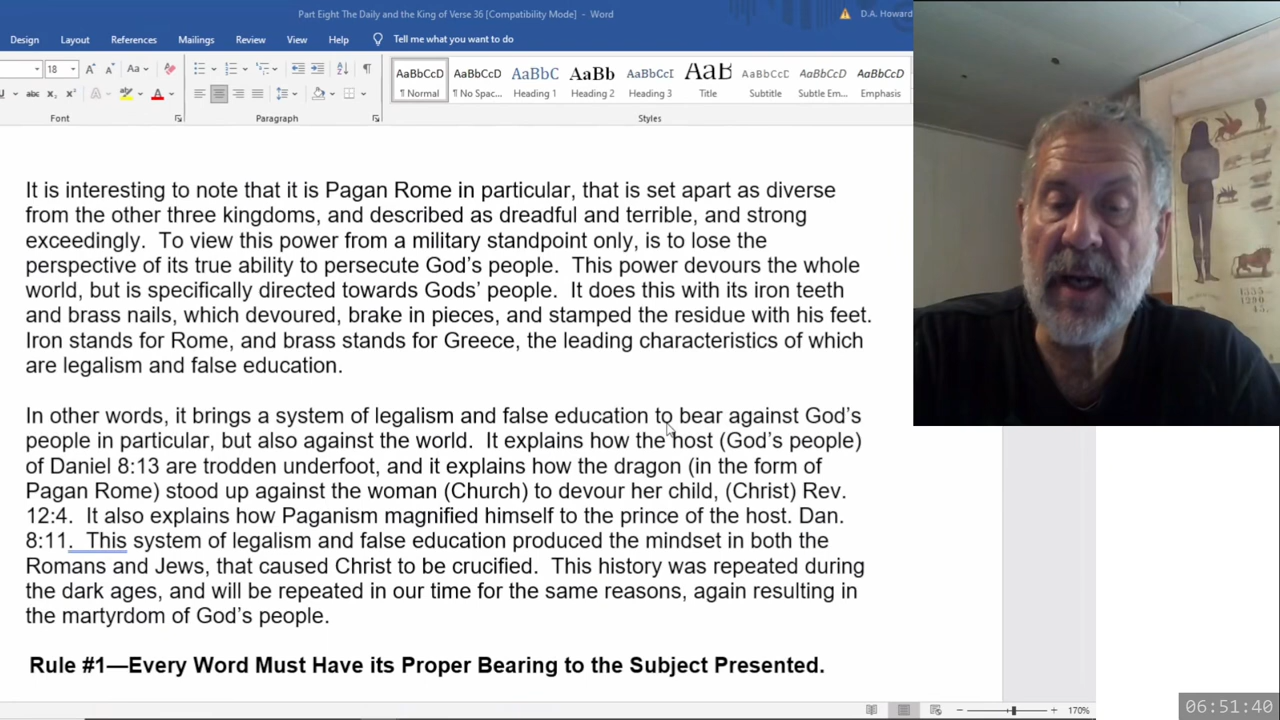 Part Eight The Daily and the King of Verse 36 [Compatibility Mode] - Word
D.A. Howard
Design Layout References Mailings Review View Help Tell me what you want to do
18
Aa
AaBbCcD AaBbCcD AaBbC AaBb AaBbCcI AaB AaBbCcD AaBbCcD AaBbCcD
¶ Normal ¶ No Spac... Heading 1 Heading 2 Heading 3 Title Subtitle Subtle Em... Emphasis
Font Paragraph Styles
It is interesting to note that it is Pagan Rome in particular, that is set apart as diverse
from the other three kingdoms, and described as dreadful and terrible, and strong
exceedingly. To view this power from a military standpoint only, is to lose the
perspective of its true ability to persecute God's people. This power devours the whole
world, but is specifically directed towards Gods' people. It does this with its iron teeth
and brass nails, which devoured, brake in pieces, and stamped the residue with his feet.
Iron stands for Rome, and brass stands for Greece, the leading characteristics of which
are legalism and false education.
In other words, it brings a system of legalism and false education to bear against God's
people in particular, but also against the world. It explains how the host (God's people)
of Daniel 8:13 are trodden underfoot, and it explains how the dragon (in the form of
Pagan Rome) stood up against the woman (Church) to devour her child, (Christ) Rev.
12:4. It also explains how Paganism magnified himself to the prince of the host. Dan.
8:11. This system of legalism and false education produced the mindset in both the
Romans and Jews, that caused Christ to be crucified. This history was repeated during
the dark ages, and will be repeated in our time for the same reasons, again resulting in
the martyrdom of God's people.
Rule #1—Every Word Must Have its Proper Bearing to the Subject Presented.
170%
06:51:40